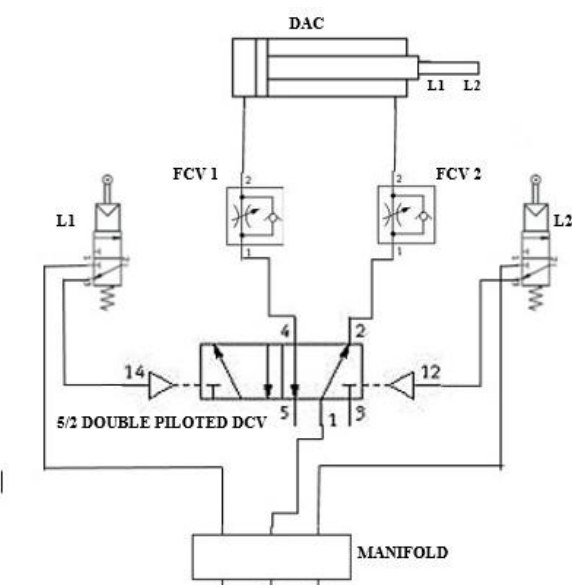 DAC
L1 L2
FCV 1
2
2
FCV 2
L1
L2
1
1
4
2
14
12
5
1
3
5/2 DOUBLE PILOTED DCV
MANIFOLD